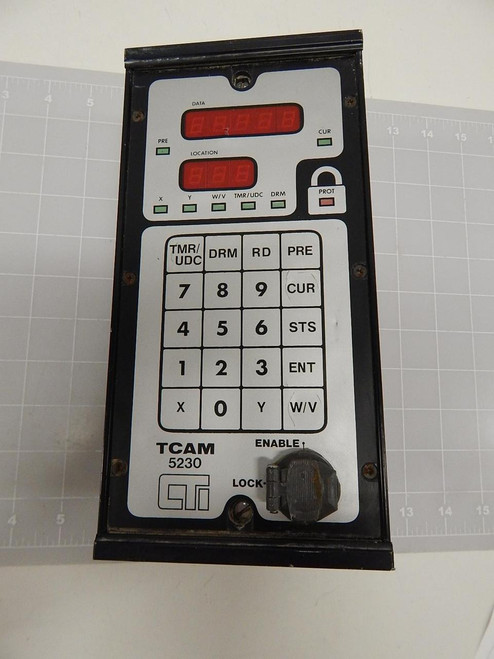 DATA
PRE
CUR
LOCATION
X Y W/V TMR/UDC DRM
PROT
TMR/ UDC DRM RD PRE
7 8 9 CUR
4 5 6 STS
1 2 3 ENT
X 0 Y W/V
TCAM
5230
CTi
ENABLE↑
LOCK
3 4 5
13 14 15
4 5
13 14 15